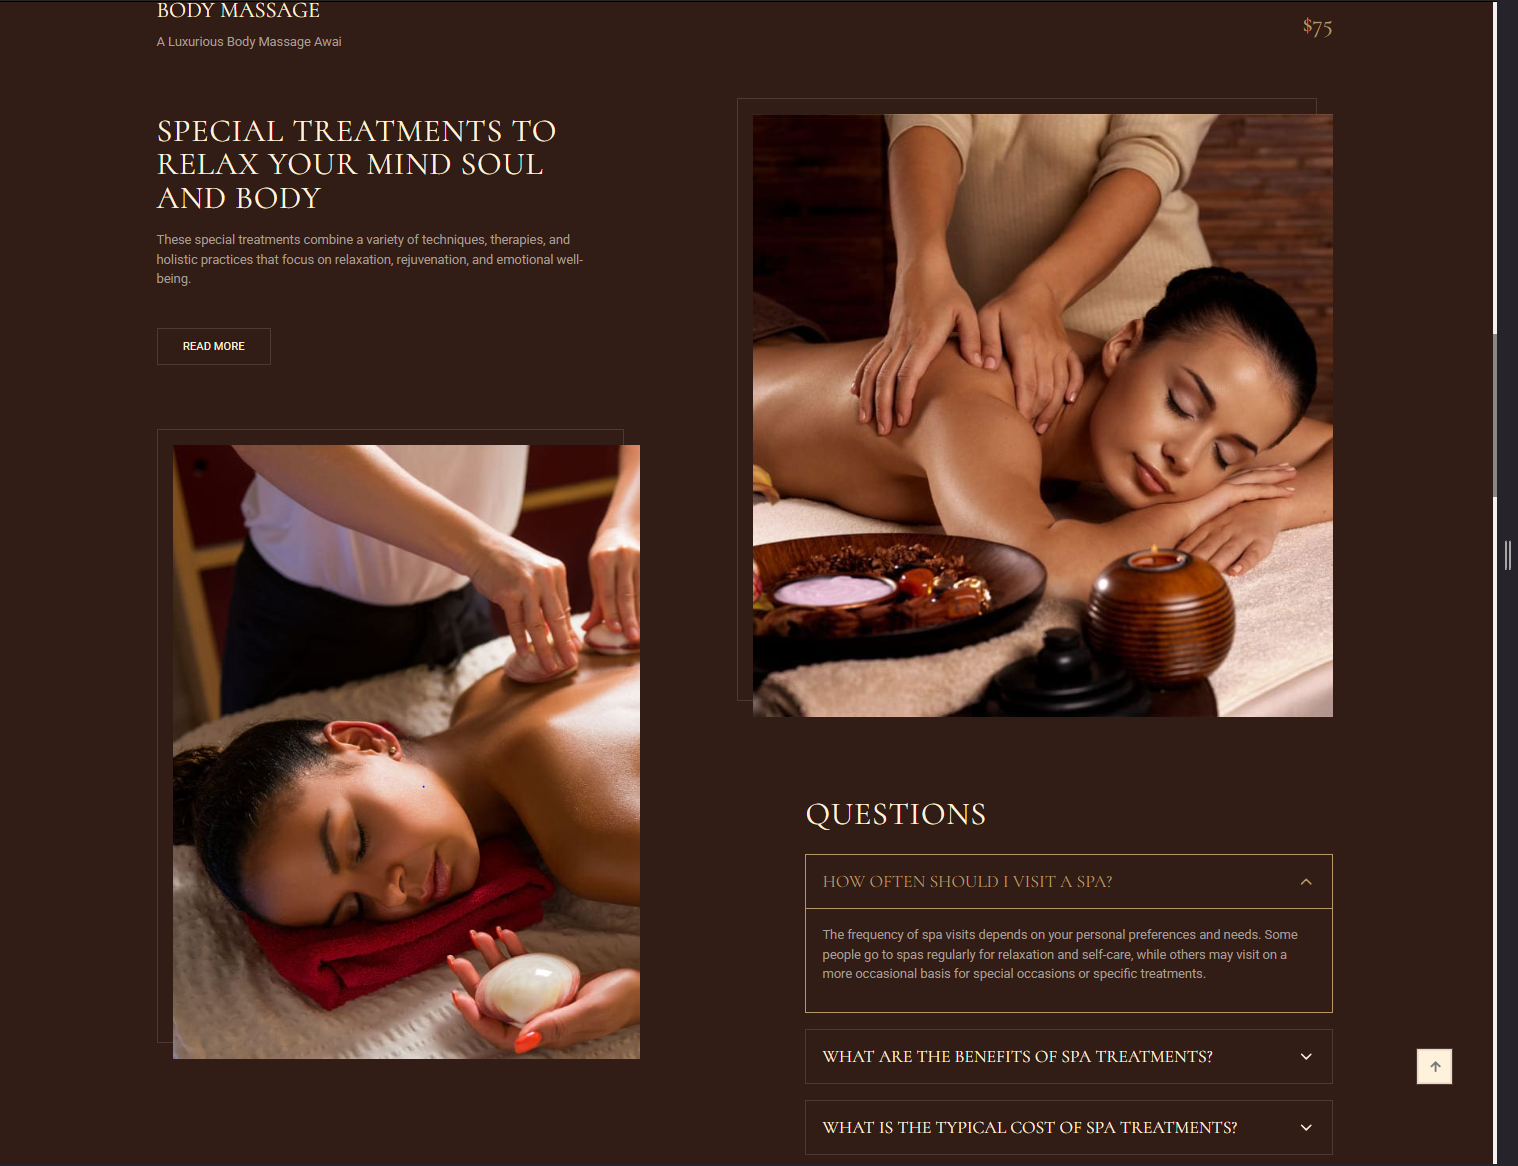 BODY MASSAGE
A Luxurious Body Massage Awai
$75
SPECIAL TREATMENTS TO
RELAX YOUR MIND SOUL
AND BODY
These special treatments combine a variety of techniques, therapies, and
holistic practices that focus on relaxation, rejuvenation, and emotional well-
being.
READ MORE
QUESTIONS
HOW OFTEN SHOULD I VISIT A SPA?
The frequency of spa visits depends on your personal preferences and needs. Some
people go to spas regularly for relaxation and self-care, while others may visit on a
more occasional basis for special occasions or specific treatments.
WHAT ARE THE BENEFITS OF SPA TREATMENTS?
WHAT IS THE TYPICAL COST OF SPA TREATMENTS?